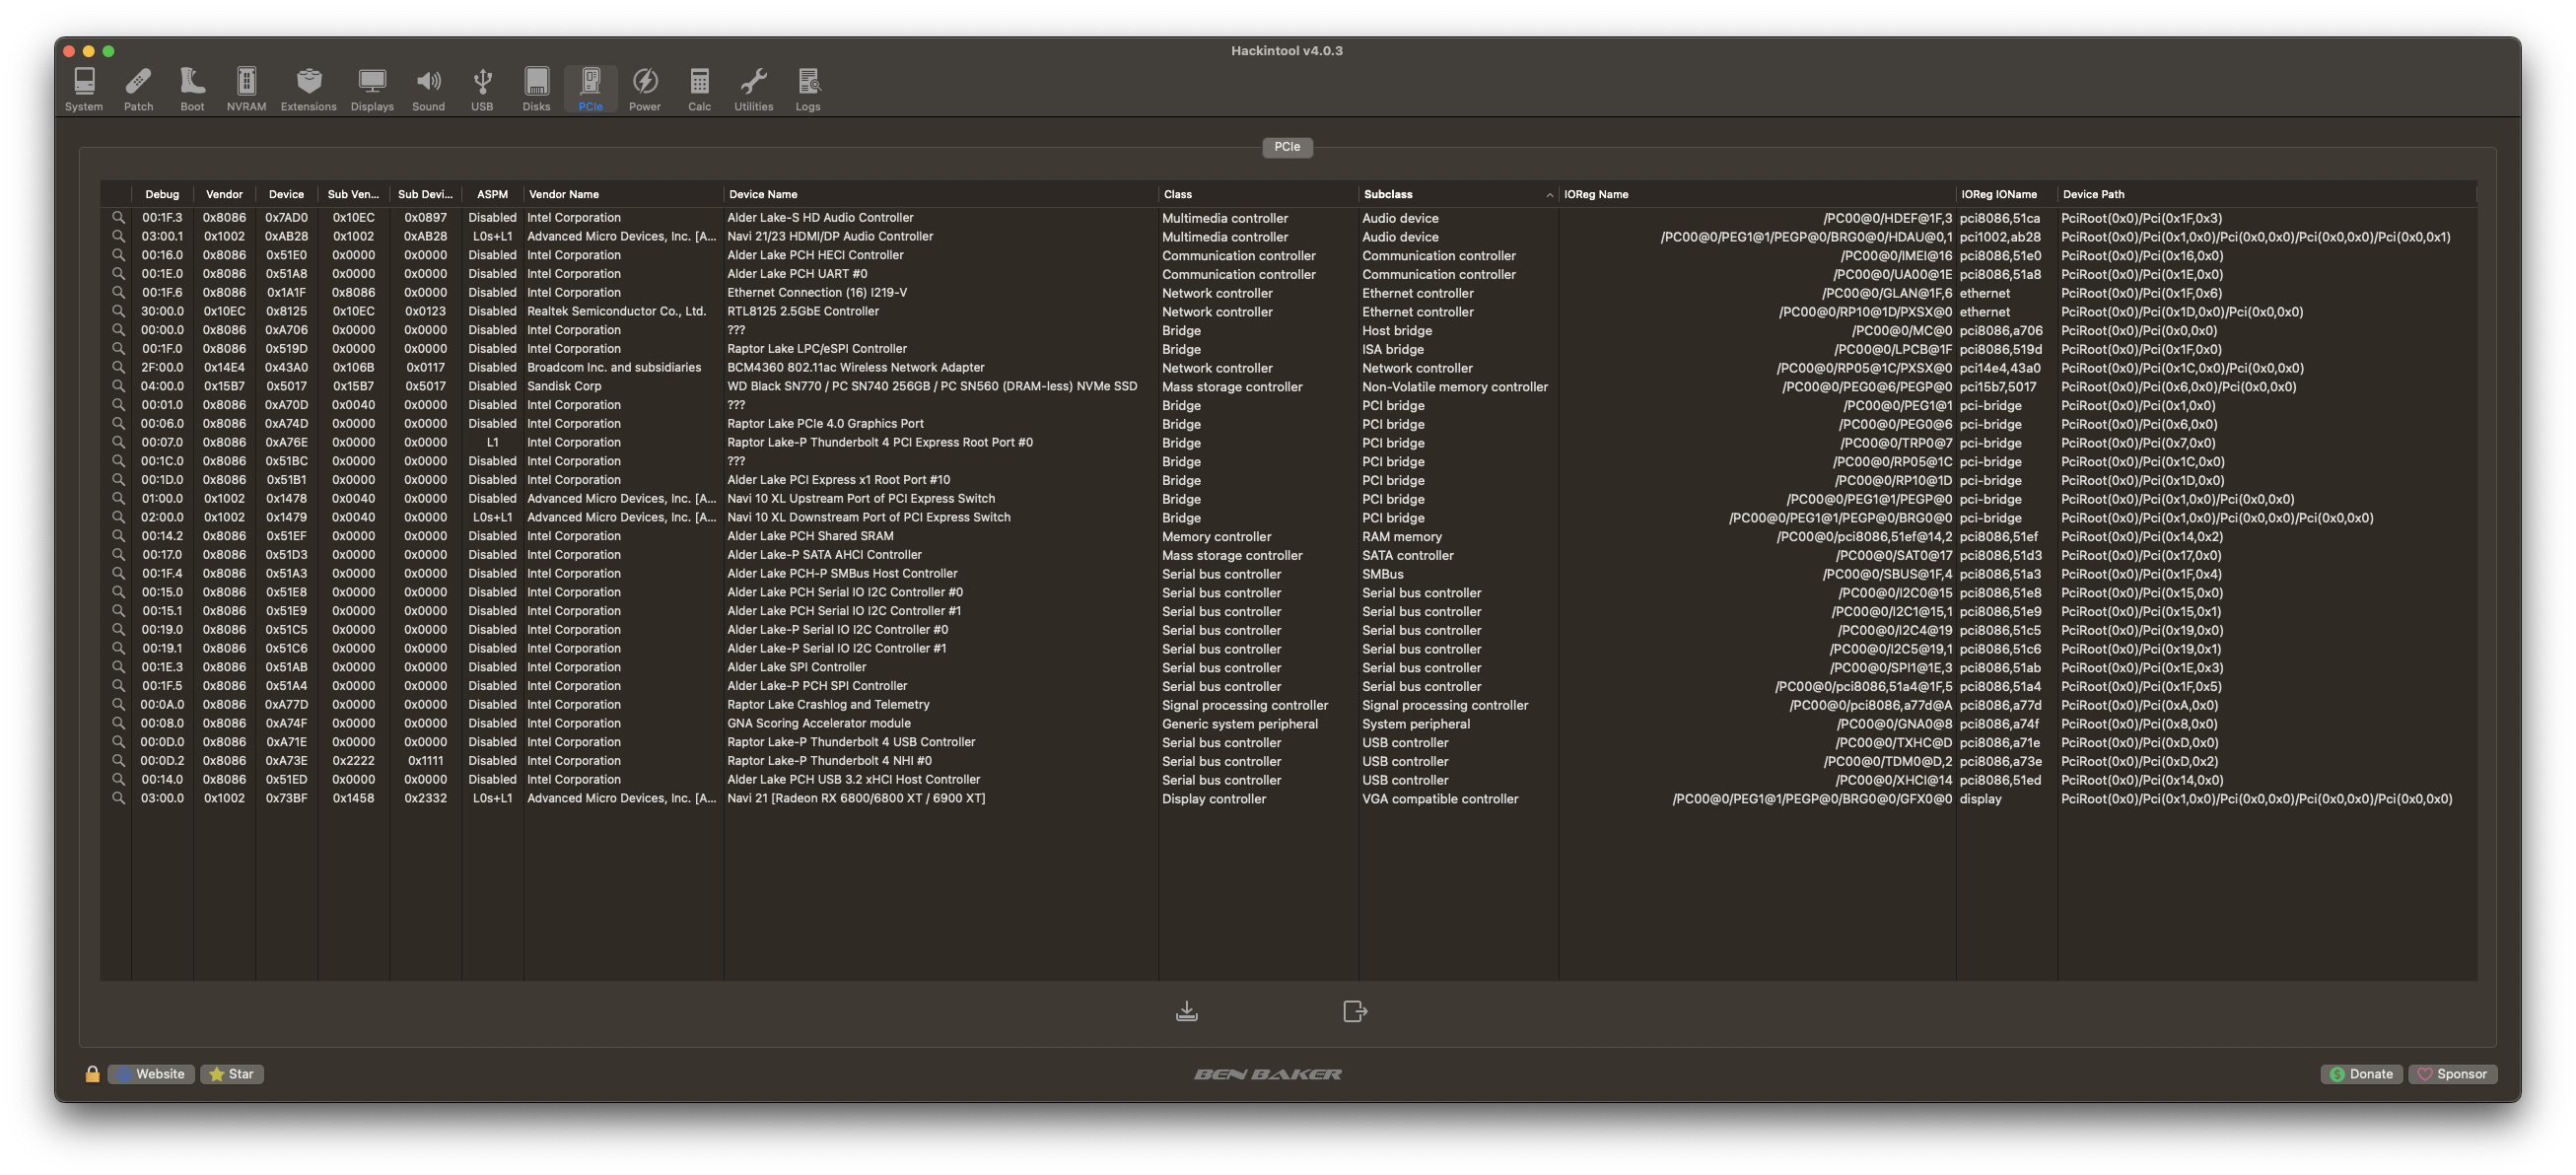 Hackintool v4.0.3
System Patch Boot NVRAM Extensions Displays Sound USB Disks PCIe Power Calc Utilities Logs
PCIe
Debug Vendor Device Sub Ven... Sub Devi... ASPM Vendor Name Device Name Class Subclass IOReg Name IOReg IOName Device Path
00:1F.3 0x8086 0x7AD0 0x10EC 0x0897 Disabled Intel Corporation Alder Lake-S HD Audio Controller Multimedia controller Audio device /PC00@0/HDEF@1F,3 pci8086,51ca PciRoot(0x0)/Pci(0x1F,0x3)
03:00.1 0x1002 0xAB28 0x1002 0xAB28 L0s+L1 Advanced Micro Devices, Inc. [A... Navi 21/23 HDMI/DP Audio Controller Multimedia controller Audio device /PC00@0/PEG1@1/PEGP@0/BRG0@0/HDAU@0,1 pci1002,ab28 PciRoot(0x0)/Pci(0x1,0x0)/Pci(0x0,0x0)/Pci(0x0,0x0)/Pci(0x0,0x1)
00:16.0 0x8086 0x51E0 0x0000 0x0000 Disabled Intel Corporation Alder Lake PCH HECI Controller Communication controller Communication controller /PC00@0/IMEI@16 pci8086,51e0 PciRoot(0x0)/Pci(0x16,0x0)
00:1E.0 0x8086 0x51A8 0x0000 0x0000 Disabled Intel Corporation Alder Lake PCH UART #0 Communication controller Communication controller /PC00@0/UA00@1E pci8086,51a8 PciRoot(0x0)/Pci(0x1E,0x0)
00:1F.6 0x8086 0x1A1F 0x8086 0x0000 Disabled Intel Corporation Ethernet Connection (16) I219-V Network controller Ethernet controller /PC00@0/GLAN@1F,6 ethernet PciRoot(0x0)/Pci(0x1F,0x6)
30:00.0 0x10EC 0x8125 0x10EC 0x0123 Disabled Realtek Semiconductor Co., Ltd. RTL8125 2.5GbE Controller Network controller Ethernet controller /PC00@0/RP10@1D/PXSX@0 ethernet PciRoot(0x0)/Pci(0x1D,0x0)/Pci(0x0,0x0)
00:00.0 0x8086 0xA706 0x0000 0x0000 Disabled Intel Corporation ??? Bridge Host bridge /PC00@0/MC@0 pci8086,a706 PciRoot(0x0)/Pci(0x0,0x0)
00:1F.0 0x8086 0x519D 0x0000 0x0000 Disabled Intel Corporation Raptor Lake LPC/eSPI Controller Bridge ISA bridge /PC00@0/LPCB@1F pci8086,519d PciRoot(0x0)/Pci(0x1F,0x0)
2F:00.0 0x14E4 0x43A0 0x106B 0x0117 Disabled Broadcom Inc. and subsidiaries BCM4360 802.11ac Wireless Network Adapter Network controller Network controller /PC00@0/RP05@1C/PXSX@0 pci14e4,43a0 PciRoot(0x0)/Pci(0x1C,0x0)/Pci(0x0,0x0)
04:00.0 0x15B7 0x5017 0x15B7 0x5017 Disabled Sandisk Corp WD Black SN770 / PC SN740 256GB / PC SN560 (DRAM-less) NVMe SSD Mass storage controller Non-Volatile memory controller /PC00@0/PEG0@6/PEGP@0 pci15b7,5017 PciRoot(0x0)/Pci(0x6,0x0)/Pci(0x0,0x0)
00:01.0 0x8086 0xA70D 0x0040 0x0000 Disabled Intel Corporation ??? Bridge PCI bridge /PC00@0/PEG1@1 pci-bridge PciRoot(0x0)/Pci(0x1,0x0)
00:06.0 0x8086 0xA74D 0x0000 0x0000 Disabled Intel Corporation Raptor Lake PCIe 4.0 Graphics Port Bridge PCI bridge /PC00@0/PEG0@6 pci-bridge PciRoot(0x0)/Pci(0x6,0x0)
00:07.0 0x8086 0xA76E 0x0000 0x0000 L1 Intel Corporation Raptor Lake-P Thunderbolt 4 PCI Express Root Port #0 Bridge PCI bridge /PC00@0/TRP0@7 pci-bridge PciRoot(0x0)/Pci(0x7,0x0)
00:1C.0 0x8086 0x51BC 0x0000 0x0000 Disabled Intel Corporation ??? Bridge PCI bridge /PC00@0/RP05@1C pci-bridge PciRoot(0x0)/Pci(0x1C,0x0)
00:1D.0 0x8086 0x51B1 0x0000 0x0000 Disabled Intel Corporation Alder Lake PCI Express x1 Root Port #10 Bridge PCI bridge /PC00@0/RP10@1D pci-bridge PciRoot(0x0)/Pci(0x1D,0x0)
01:00.0 0x1002 0x1478 0x0040 0x0000 Disabled Advanced Micro Devices, Inc. [A... Navi 10 XL Upstream Port of PCI Express Switch Bridge PCI bridge /PC00@0/PEG1@1/PEGP@0 pci-bridge PciRoot(0x0)/Pci(0x1,0x0)/Pci(0x0,0x0)
02:00.0 0x1002 0x1479 0x0040 0x0000 L0s+L1 Advanced Micro Devices, Inc. [A... Navi 10 XL Downstream Port of PCI Express Switch Bridge PCI bridge /PC00@0/PEG1@1/PEGP@0/BRG0@0 pci-bridge PciRoot(0x0)/Pci(0x1,0x0)/Pci(0x0,0x0)/Pci(0x0,0x0)
00:14.2 0x8086 0x51EF 0x0000 0x0000 Disabled Intel Corporation Alder Lake PCH Shared SRAM Memory controller RAM memory /PC00@0/pci8086,51ef@14,2 pci8086,51ef PciRoot(0x0)/Pci(0x14,0x2)
00:17.0 0x8086 0x51D3 0x0000 0x0000 Disabled Intel Corporation Alder Lake-P SATA AHCI Controller Mass storage controller SATA controller /PC00@0/SAT0@17 pci8086,51d3 PciRoot(0x0)/Pci(0x17,0x0)
00:1F.4 0x8086 0x51A3 0x0000 0x0000 Disabled Intel Corporation Alder Lake PCH-P SMBus Host Controller Serial bus controller SMBus /PC00@0/SBUS@1F,4 pci8086,51a3 PciRoot(0x0)/Pci(0x1F,0x4)
00:15.0 0x8086 0x51E8 0x0000 0x0000 Disabled Intel Corporation Alder Lake PCH Serial IO I2C Controller #0 Serial bus controller Serial bus controller /PC00@0/I2C0@15 pci8086,51e8 PciRoot(0x0)/Pci(0x15,0x0)
00:15.1 0x8086 0x51E9 0x0000 0x0000 Disabled Intel Corporation Alder Lake PCH Serial IO I2C Controller #1 Serial bus controller Serial bus controller /PC00@0/I2C1@15,1 pci8086,51e9 PciRoot(0x0)/Pci(0x15,0x1)
00:19.0 0x8086 0x51C5 0x0000 0x0000 Disabled Intel Corporation Alder Lake-P Serial IO I2C Controller #0 Serial bus controller Serial bus controller /PC00@0/I2C4@19 pci8086,51c5 PciRoot(0x0)/Pci(0x19,0x0)
00:19.1 0x8086 0x51C6 0x0000 0x0000 Disabled Intel Corporation Alder Lake-P Serial IO I2C Controller #1 Serial bus controller Serial bus controller /PC00@0/I2C5@19,1 pci8086,51c6 PciRoot(0x0)/Pci(0x19,0x1)
00:1E.3 0x8086 0x51AB 0x0000 0x0000 Disabled Intel Corporation Alder Lake SPI Controller Serial bus controller Serial bus controller /PC00@0/SPI1@1E,3 pci8086,51ab PciRoot(0x0)/Pci(0x1E,0x3)
00:1F.5 0x8086 0x51A4 0x0000 0x0000 Disabled Intel Corporation Alder Lake-P PCH SPI Controller Serial bus controller Serial bus controller /PC00@0/pci8086,51a4@1F,5 pci8086,51a4 PciRoot(0x0)/Pci(0x1F,0x5)
00:0A.0 0x8086 0xA77D 0x0000 0x0000 Disabled Intel Corporation Raptor Lake Crashlog and Telemetry Signal processing controller Signal processing controller /PC00@0/pci8086,a77d@A pci8086,a77d PciRoot(0x0)/Pci(0xA,0x0)
00:08.0 0x8086 0xA74F 0x0000 0x0000 Disabled Intel Corporation GNA Scoring Accelerator module Generic system peripheral System peripheral /PC00@0/GNA0@8 pci8086,a74f PciRoot(0x0)/Pci(0x8,0x0)
00:0D.0 0x8086 0xA71E 0x0000 0x0000 Disabled Intel Corporation Raptor Lake-P Thunderbolt 4 USB Controller Serial bus controller USB controller /PC00@0/TXHC@D pci8086,a71e PciRoot(0x0)/Pci(0xD,0x0)
00:0D.2 0x8086 0xA73E 0x2222 0x1111 Disabled Intel Corporation Raptor Lake-P Thunderbolt 4 NHI #0 Serial bus controller USB controller /PC00@0/TDM0@D,2 pci8086,a73e PciRoot(0x0)/Pci(0xD,0x2)
00:14.0 0x8086 0x51ED 0x0000 0x0000 Disabled Intel Corporation Alder Lake PCH USB 3.2 xHCI Host Controller Serial bus controller USB controller /PC00@0/XHCI@14 pci8086,51ed PciRoot(0x0)/Pci(0x14,0x0)
03:00.0 0x1002 0x73BF 0x1458 0x2332 L0s+L1 Advanced Micro Devices, Inc. [A... Navi 21 [Radeon RX 6800/6800 XT / 6900 XT] Display controller VGA compatible controller /PC00@0/PEG1@1/PEGP@0/BRG0@0/GFX0@0 display PciRoot(0x0)/Pci(0x1,0x0)/Pci(0x0,0x0)/Pci(0x0,0x0)/Pci(0x0,0x0)
Website Star BEN BAKER Donate Sponsor